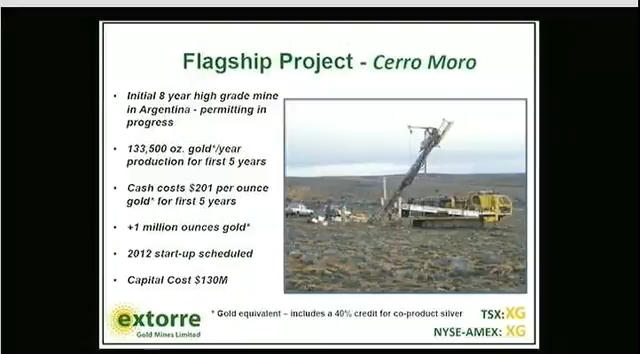 Flagship Project - Cerro Moro
• Initial 8 year high grade mine
in Argentina - permitting in
progress
• 133,500 oz. gold*/year
production for first 5 years
• Cash costs $201 per ounce
gold* for first 5 years
• +1 million ounces gold*
• 2012 start-up scheduled
• Capital Cost $130M
extorre
Gold Mines Limited
* Gold equivalent – includes a 40% credit for co-product silver
TSX:XG
NYSE-AMEX: XG